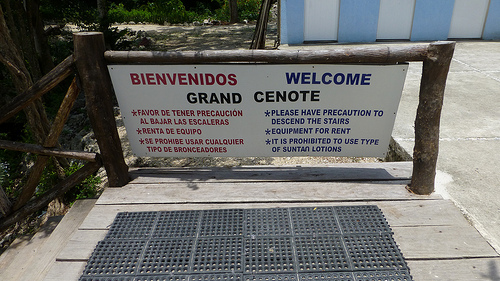 BIENVENIDOS WELCOME
GRAND CENOTE
*FAVOR DE TENER PRECAUCIÓN
AL BAJAR LAS ESCALERAS
*RENTA DE EQUIPO
*SE PROHIBE USAR CUALQUIER
TIPO DE BRONCEADORES
*PLEASE HAVE PRECAUTION TO
DESCEND THE STAIRS
*EQUIPMENT FOR RENT
*IT IS PROHIBITED TO USE TYPE
OF SUNTAN LOTIONS